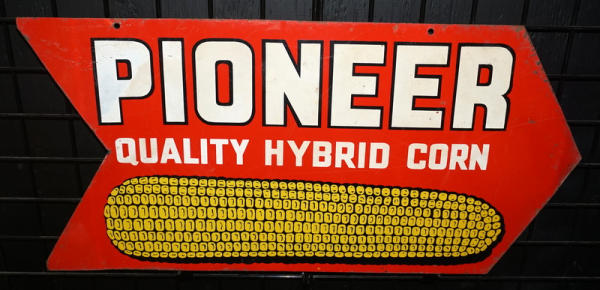 PIONEER
QUALITY HYBRID CORN